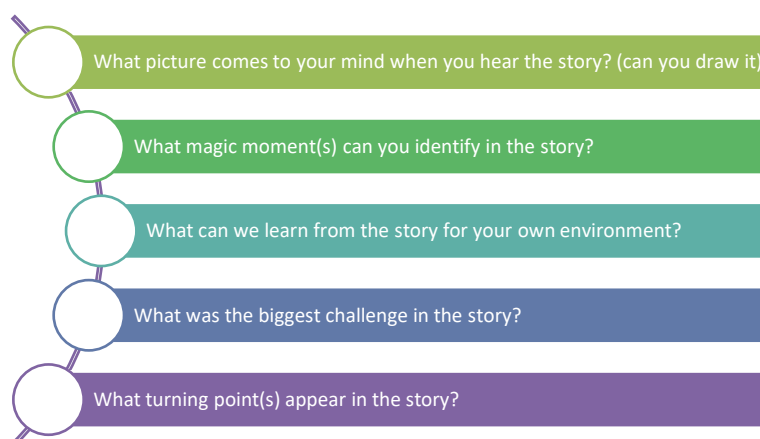 What picture comes to your mind when you hear the story? (can you draw it)
What magic moment(s) can you identify in the story?
What can we learn from the story for your own environment?
What was the biggest challenge in the story?
What turning point(s) appear in the story?